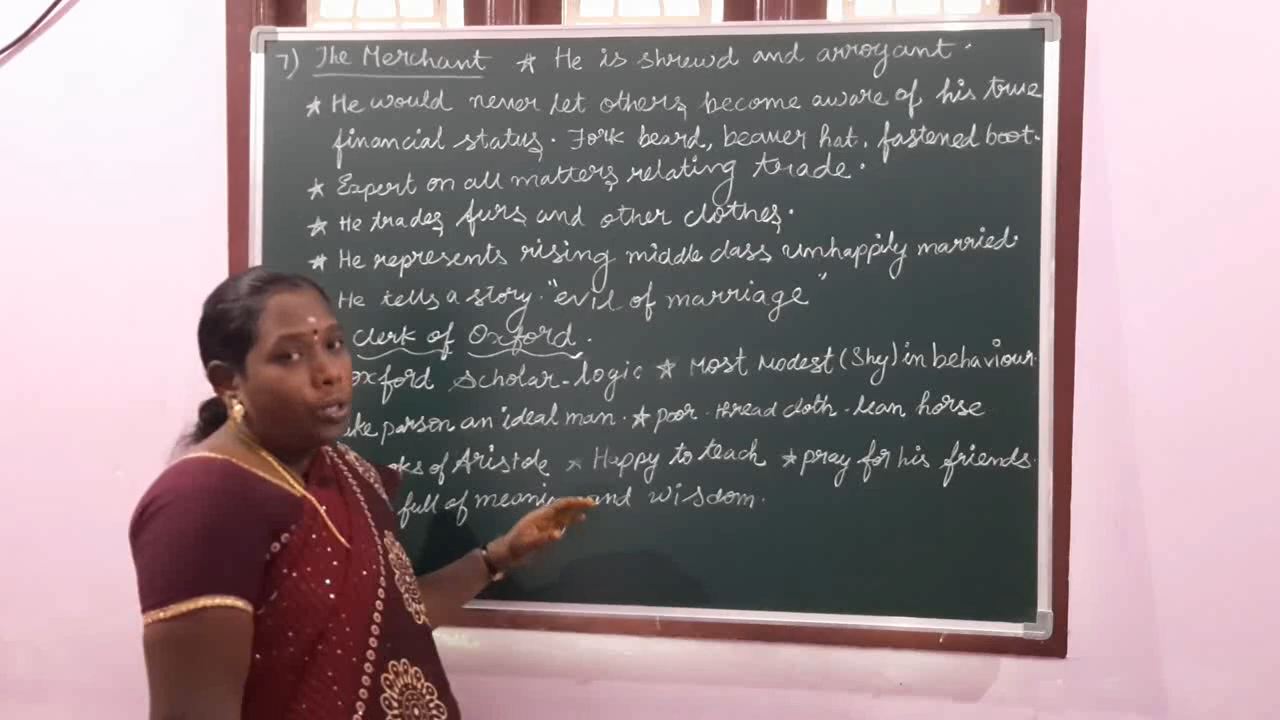 7) The Merchant ★ He is shrewd and arroyant.
★ He would never let others become aware of his true
financial status. Fork beard, beaver hat, fastened boot.
★ Expert on all matters relating trade.
★ He trades furs and other clothes.
★ He represents rising middle class unhappily married.
He tells a story. "evil of marriage"
Clerk of Oxford.
Oxford Scholar-logic ★ Most Modest (Shy) in behaviour.
person an ideal man. ★ poor. thread cloth. lean horse
of Aristole ★ Happy to teach ★ pray for his friends.
full of meaning and wisdom.